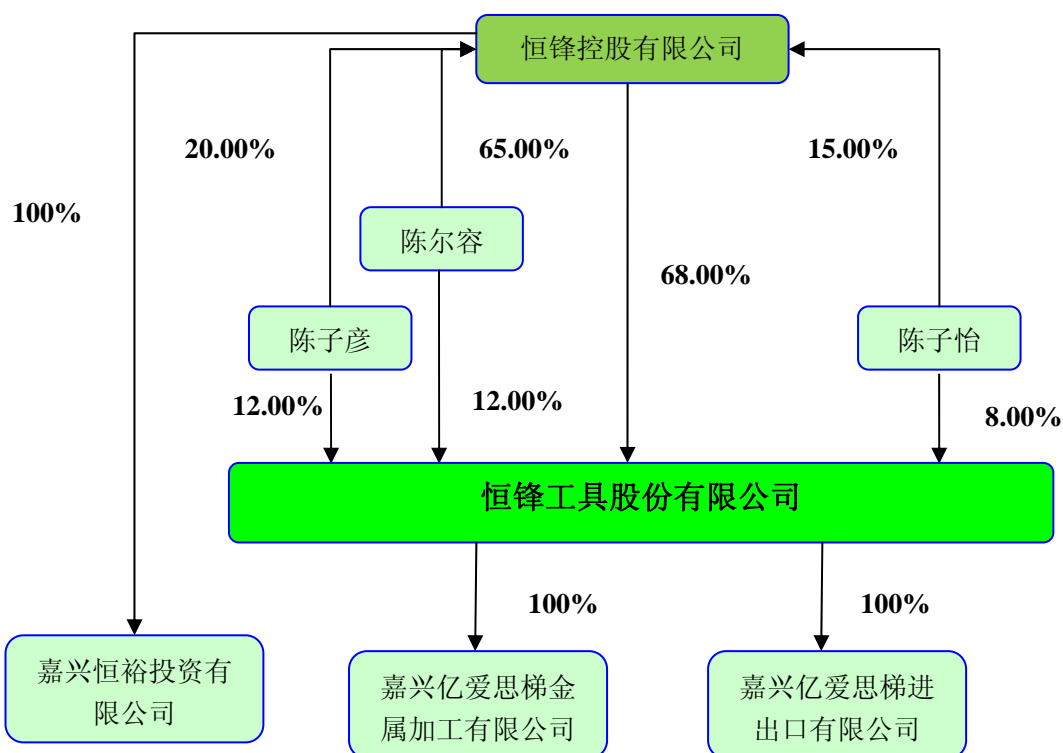 恒锋控股有限公司
20.00%
65.00%
15.00%
100%
陈尔容
68.00%
陈子彦
陈子怡
12.00%
12.00%
8.00%
恒锋工具股份有限公司
100%
100%
嘉兴恒裕投资有
限公司
嘉兴亿爱思梯金
属加工有限公司
嘉兴亿爱思梯进
出口有限公司